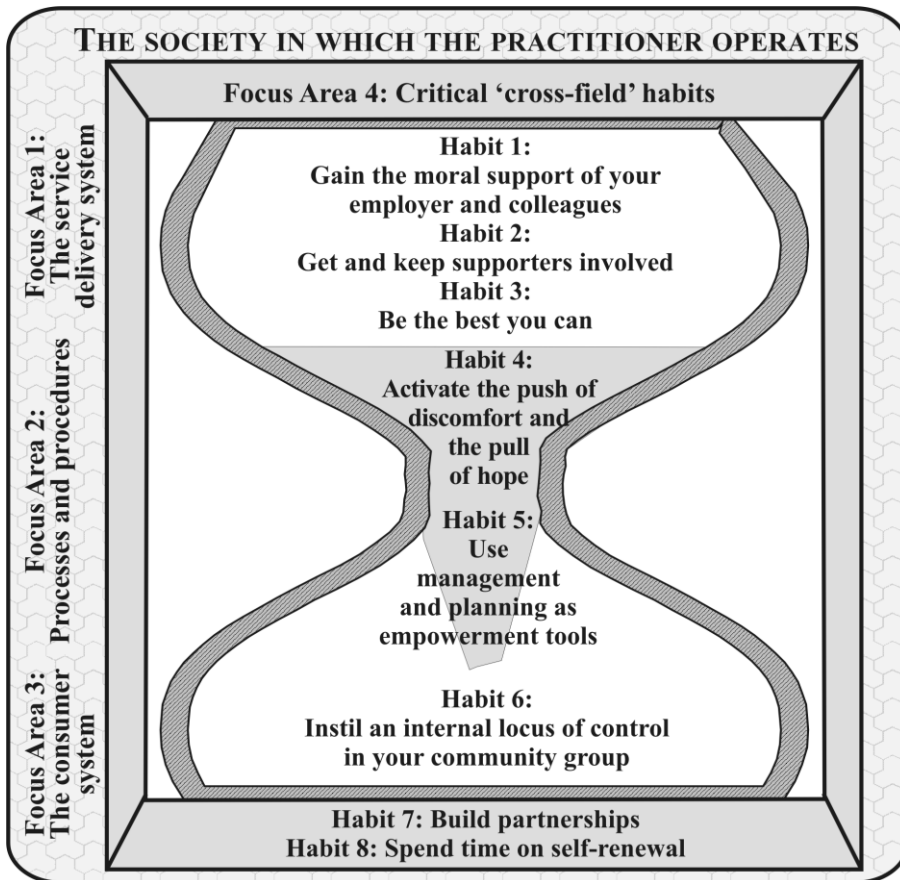 THE SOCIETY IN WHICH THE PRACTITIONER OPERATES
Focus Area 4: Critical ‘cross-field’ habits
Focus Area 1:
The service
delivery system
Habit 1:
Gain the moral support of your
employer and colleagues
Habit 2:
Get and keep supporters involved
Habit 3:
Be the best you can
Focus Area 2:
Processes and procedures
Habit 4:
Activate the push of
discomfort and
the pull
of hope
Habit 5:
Use
management
and planning as
empowerment tools
Focus Area 3:
The consumer
system
Habit 6:
Instil an internal locus of control
in your community group
Habit 7: Build partnerships
Habit 8: Spend time on self-renewal